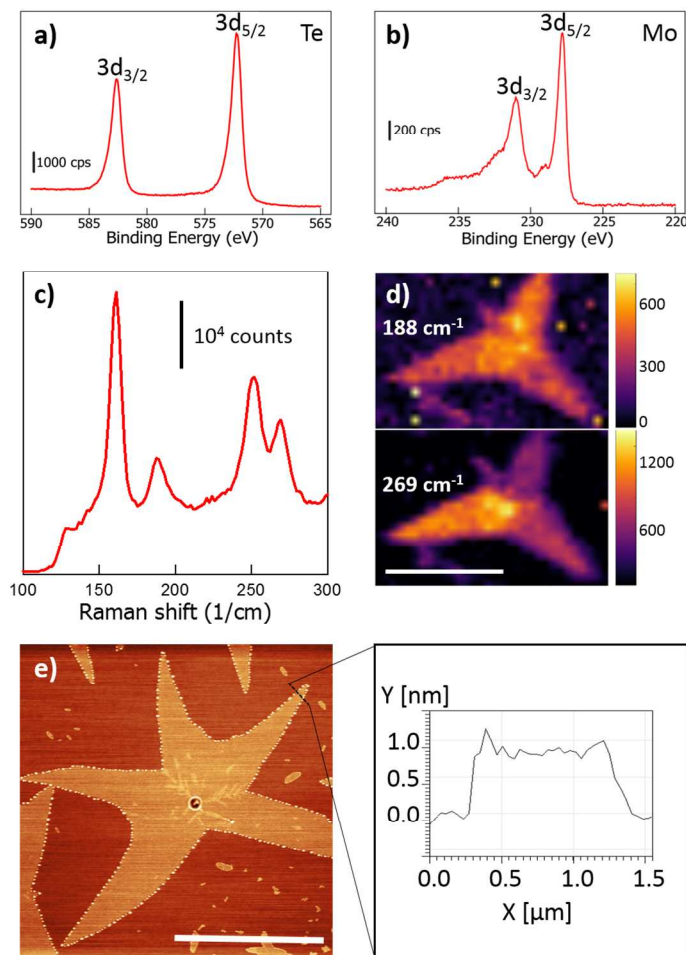 a) Te
3d5/2
3d3/2
1000 cps
590 585 580 575 570 565
Binding Energy (eV)
b) Mo
3d5/2
3d3/2
200 cps
240 235 230 225 220
Binding Energy (eV)
c)
10⁴ counts
100 150 200 250 300
Raman shift (1/cm)
d)
188 cm⁻¹
600
300
0
269 cm⁻¹
1200
600
e)
Y [nm]
1.0
0.5
0.0
0.0 0.5 1.0 1.5
X [µm]